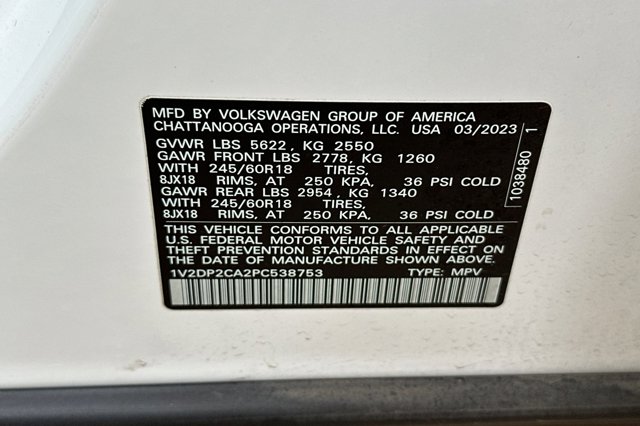 MFD BY VOLKSWAGEN GROUP OF AMERICA
CHATTANOOGA OPERATIONS, LLC. USA 03/2023
GVWR LBS 5622, KG 2550
GAWR FRONT LBS 2778, KG 1260
WITH 245/60R18 TIRES,
8JX18 RIMS, AT 250 KPA, 36 PSI COLD
GAWR REAR LBS 2954, KG 1340
WITH 245/60R18 TIRES,
8JX18 RIMS, AT 250 KPA, 36 PSI COLD
THIS VEHICLE CONFORMS TO ALL APPLICABLE
U.S. FEDERAL MOTOR VEHICLE SAFETY AND
THEFT PREVENTION STANDARDS IN EFFECT ON
THE DATE OF MANUFACTURE SHOWN ABOVE.
1V2DP2CA2PC538753 TYPE: MPV
1038480 1